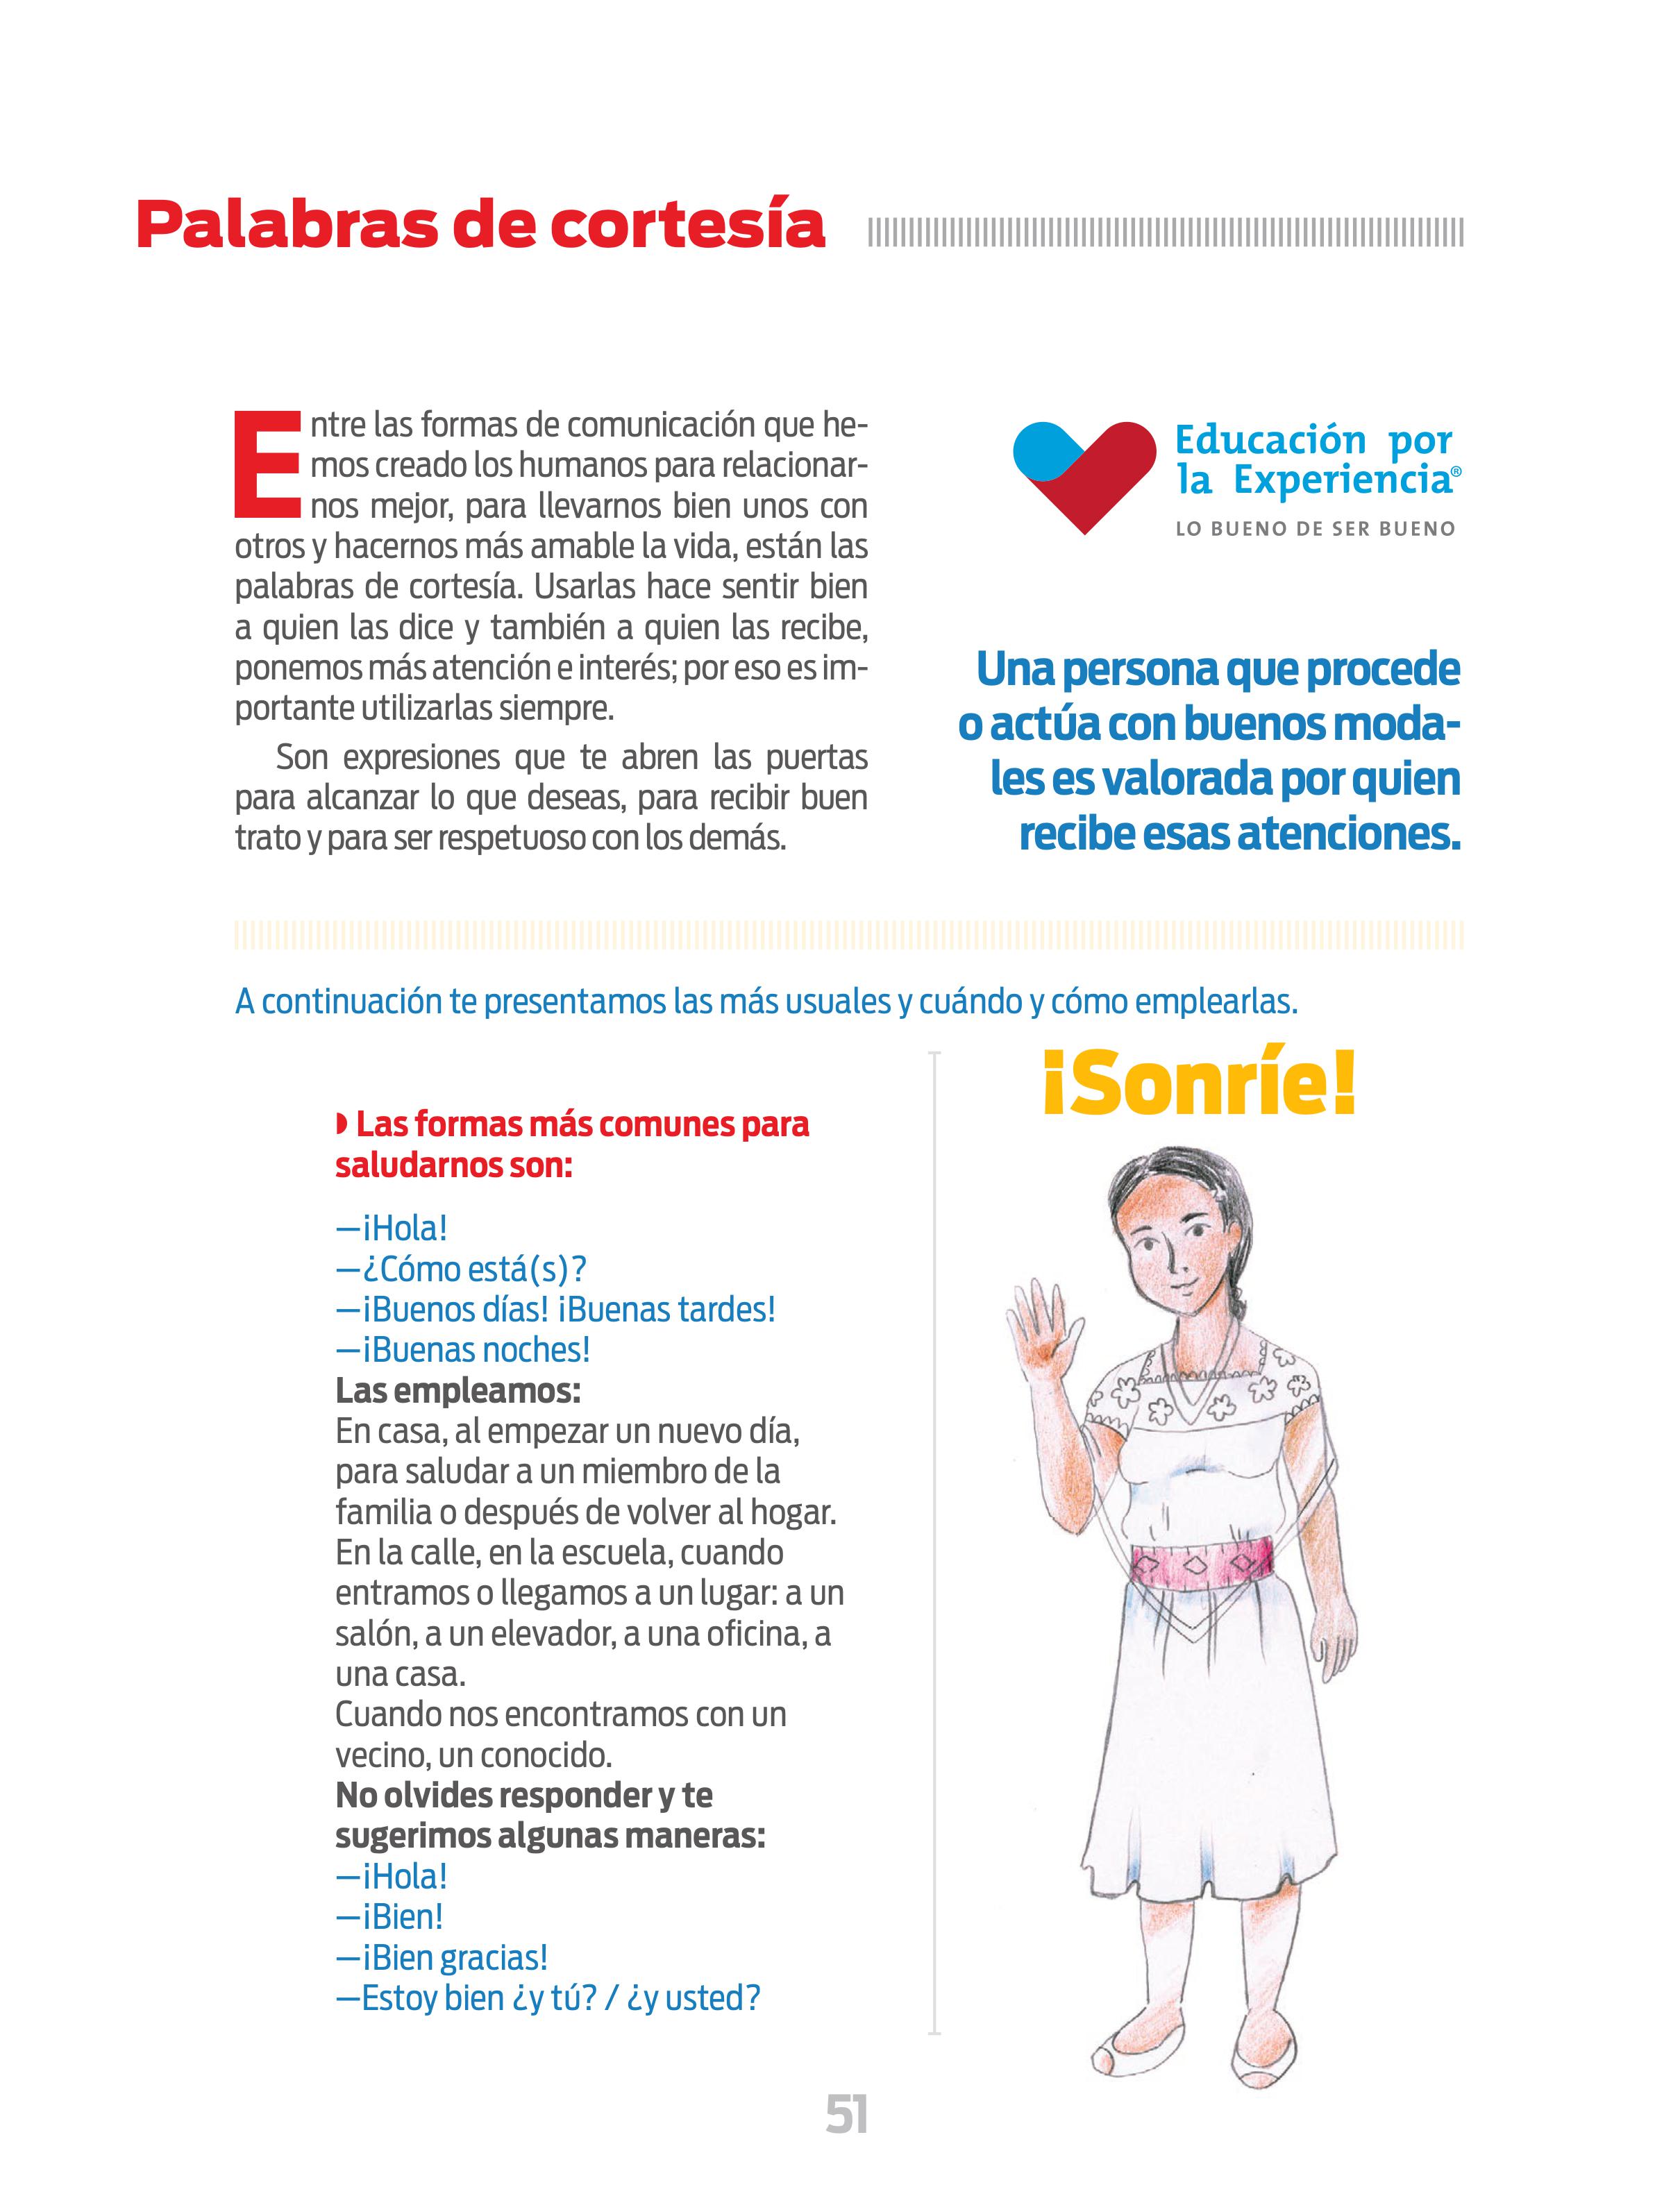 Palabras de cortesía
Entre las formas de comunicación que he-
mos creado los humanos para relacionar-
nos mejor, para llevarnos bien unos con
otros y hacernos más amable la vida, están las
palabras de cortesía. Usarlas hace sentir bien
a quien las dice y también a quien las recibe,
ponemos más atención e interés; por eso es im-
portante utilizarlas siempre.
Son expresiones que te abren las puertas
para alcanzar lo que deseas, para recibir buen
trato y para ser respetuoso con los demás.
Educación por
la Experiencia®
LO BUENO DE SER BUENO
Una persona que procede
o actúa con buenos moda-
les es valorada por quien
recibe esas atenciones.
A continuación te presentamos las más usuales y cuándo y cómo emplearlas.
Las formas más comunes para
saludarnos son:
—¡Hola!
—¿Cómo está(s)?
—¡Buenos días! ¡Buenas tardes!
—¡Buenas noches!
Las empleamos:
En casa, al empezar un nuevo día,
para saludar a un miembro de la
familia o después de volver al hogar.
En la calle, en la escuela, cuando
entramos o llegamos a un lugar: a un
salón, a un elevador, a una oficina, a
una casa.
Cuando nos encontramos con un
vecino, un conocido.
No olvides responder y te
sugerimos algunas maneras:
—¡Hola!
—¡Bien!
—¡Bien gracias!
—Estoy bien ¿y tú? / ¿y usted?
¡Sonríe!
51